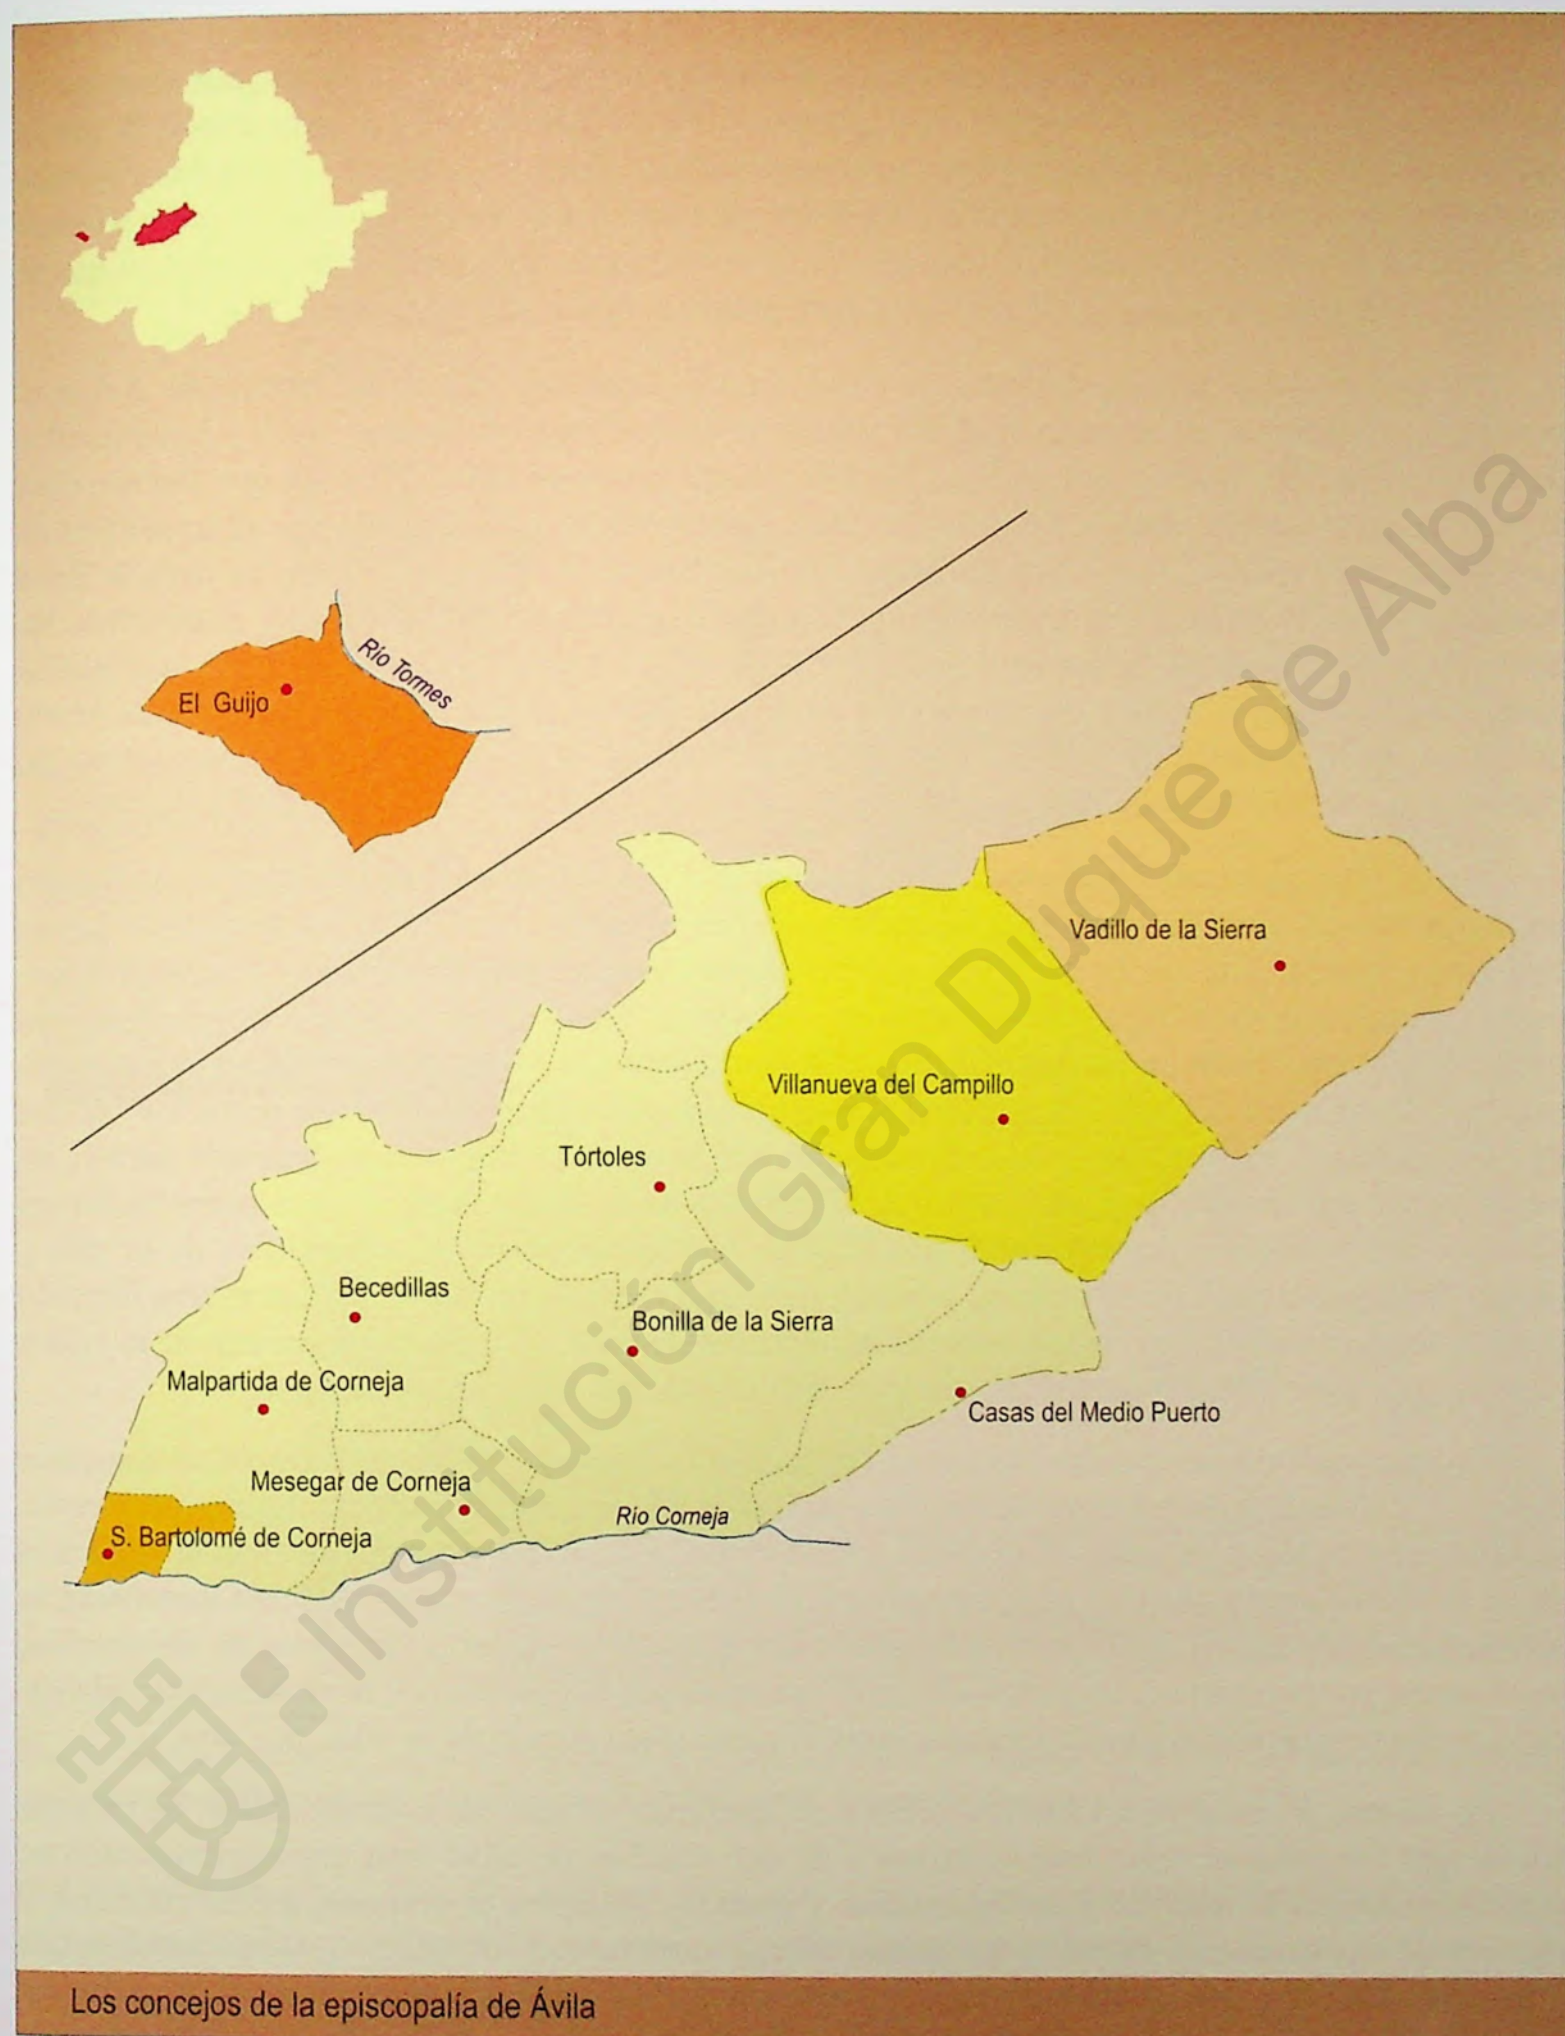 Río Tormes
El Guijo
Vadillo de la Sierra
Villanueva del Campillo
Tórtoles
Becedillas
Bonilla de la Sierra
Malpartida de Corneja
Casas del Medio Puerto
Mesegar de Corneja
Río Corneja
S. Bartolomé de Corneja
Institución Gran Duque de Alba
Los concejos de la episcopalía de Ávila